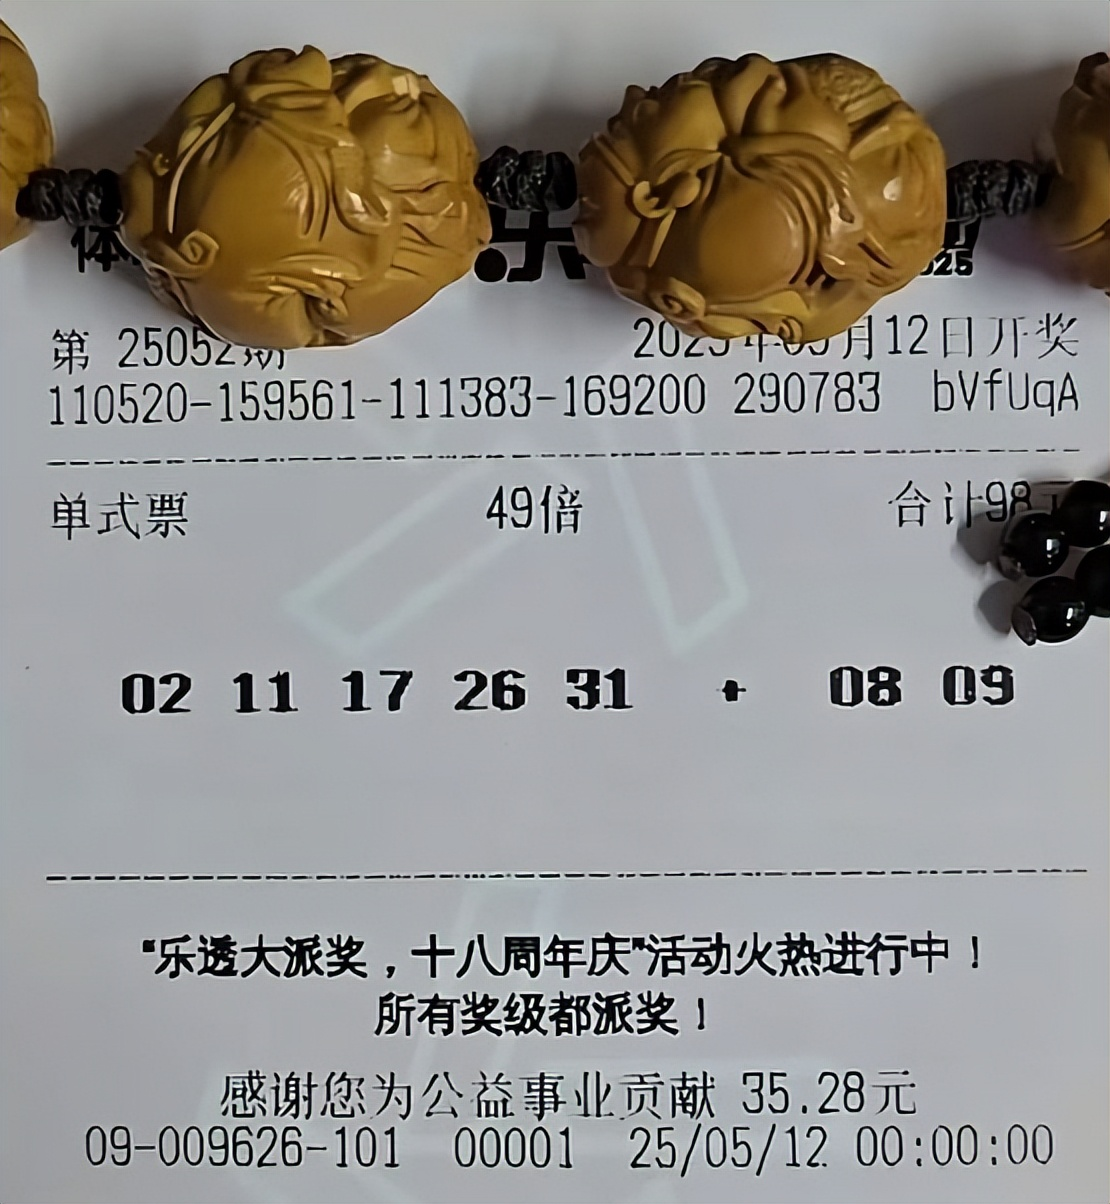 体 乐 025
第 25052期 2025年05月12日开奖
110520-159561-111383-169200 290783 bVfUqA
单式票 49倍 合计98元
02 11 17 26 31 + 08 09
“乐透大派奖，十八周年庆”活动火热进行中！
所有奖级都派奖！
感谢您为公益事业贡献 35.28元
09-009626-101 00001 25/05/12 00:00:00